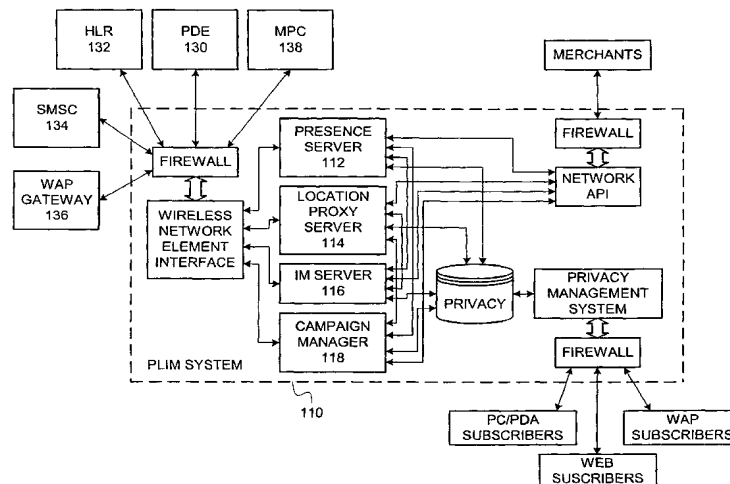 HLR
132
PDE
130
MPC
138
MERCHANTS
SMSC
134
FIREWALL
PRESENCE
SERVER
112
FIREWALL
WAP
GATEWAY
136
WIRELESS
NETWORK
ELEMENT
INTERFACE
LOCATION
PROXY
SERVER
114
NETWORK
API
IM SERVER
116
PRIVACY
PRIVACY
MANAGEMENT
SYSTEM
CAMPAIGN
MANAGER
118
FIREWALL
PLIM SYSTEM
110
PC/PDA
SUBSCRIBERS
WAP
SUBSCRIBERS
WEB
SUSCRIBERS